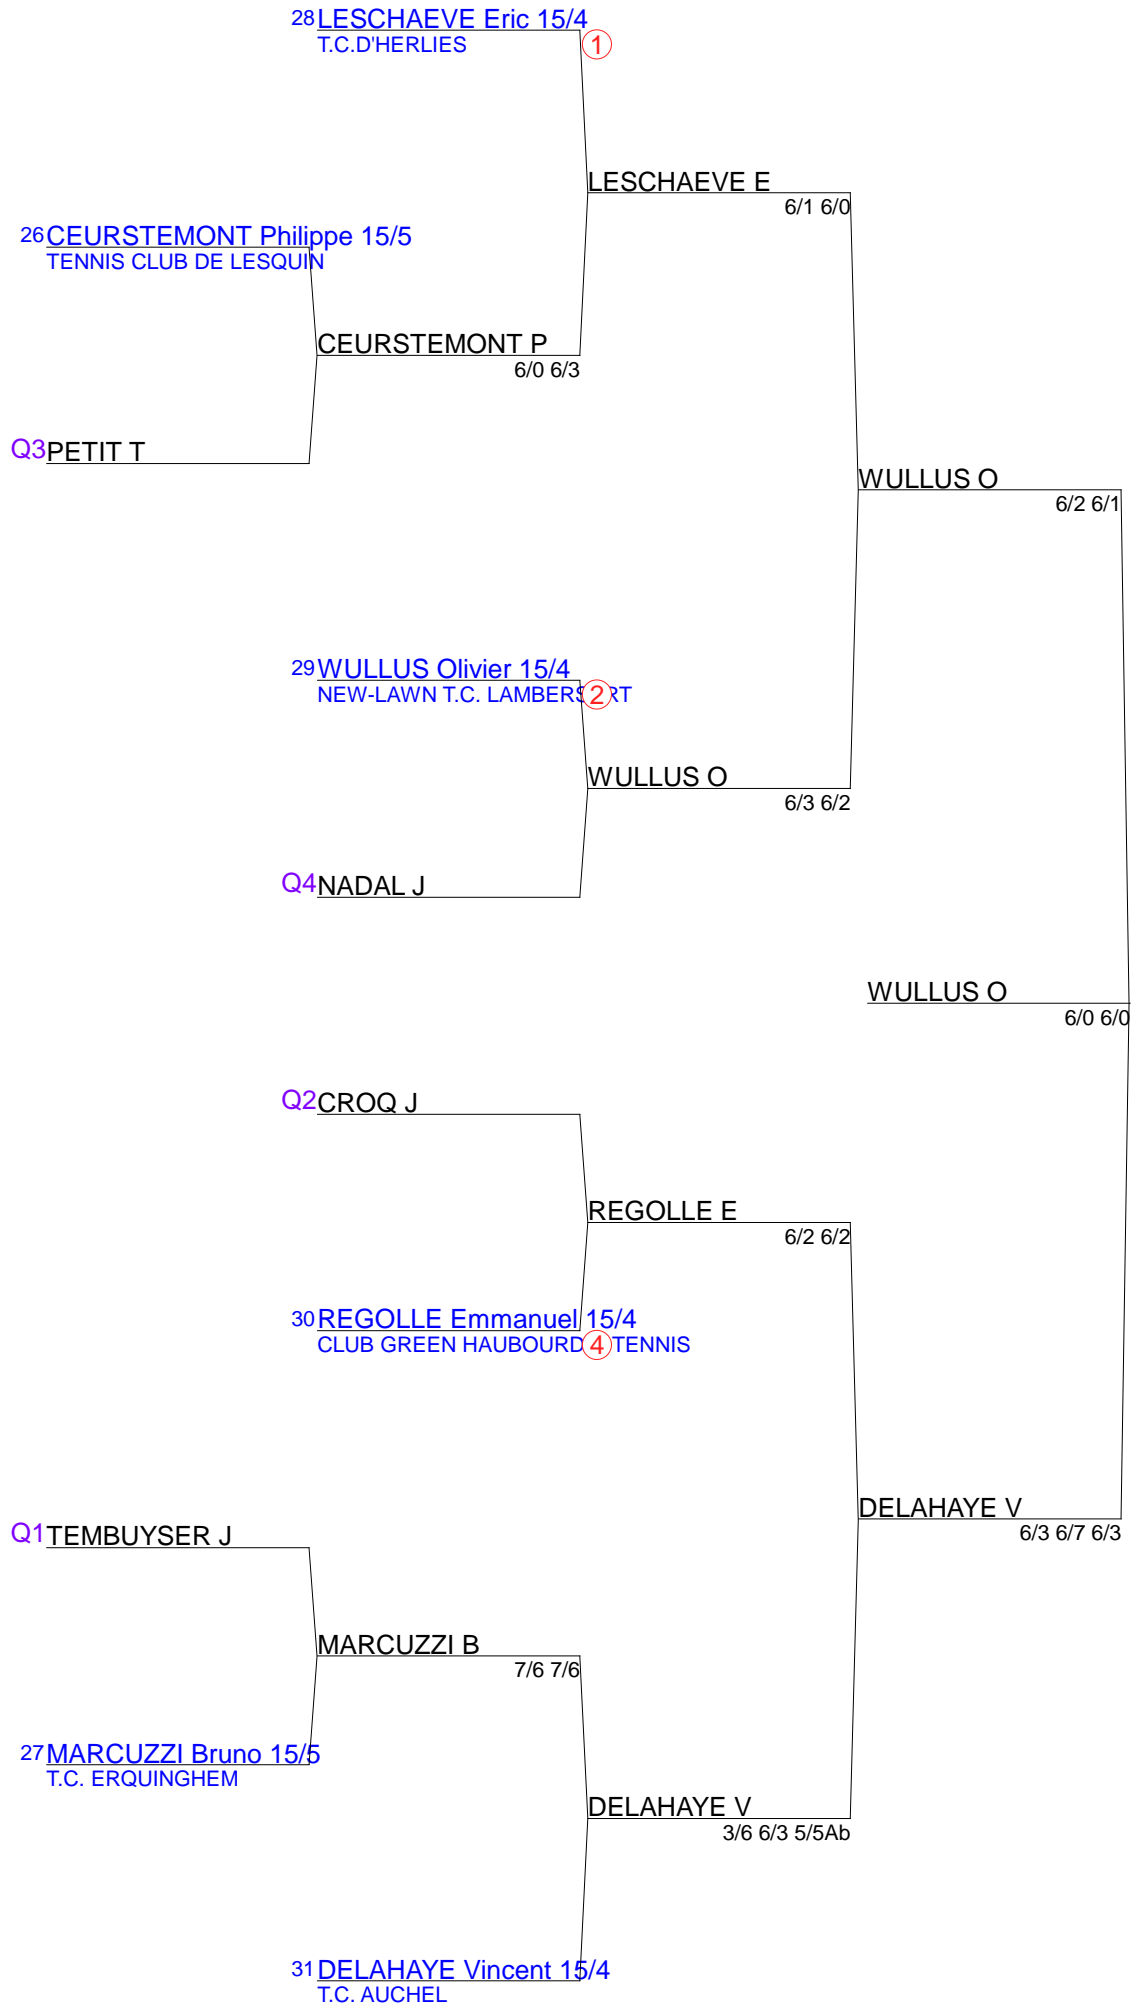 28 LESCHAEVE Eric 15/4
T.C.D'HERLIES
1
LESCHAEVE E
6/1 6/0
26 CEURSTEMONT Philippe 15/5
TENNIS CLUB DE LESQUIN
CEURSTEMONT P
6/0 6/3
Q3 PETIT T
WULLUS O
6/2 6/1
29 WULLUS Olivier 15/4
NEW-LAWN T.C.
2
WULLUS O
6/3 6/2
Q4 NADAL J
WULLUS O
6/0 6/0
Q2 CROQ J
REGOLLE E
6/2 6/2
30 REGOLLE Emmanuel 15/4
CLUB GREEN TENNIS
4
DELAHAYE V
6/3 6/7 6/3
Q1 TEMBUYSER J
MARCUZZI B
7/6 7/6
27 MARCUZZI Bruno 15/5
T.C. ERQUINGHEM
DELAHAYE V
3/6 6/3 5/5Ab
31 DELAHAYE Vincent 15/4
T.C. AUCHEL